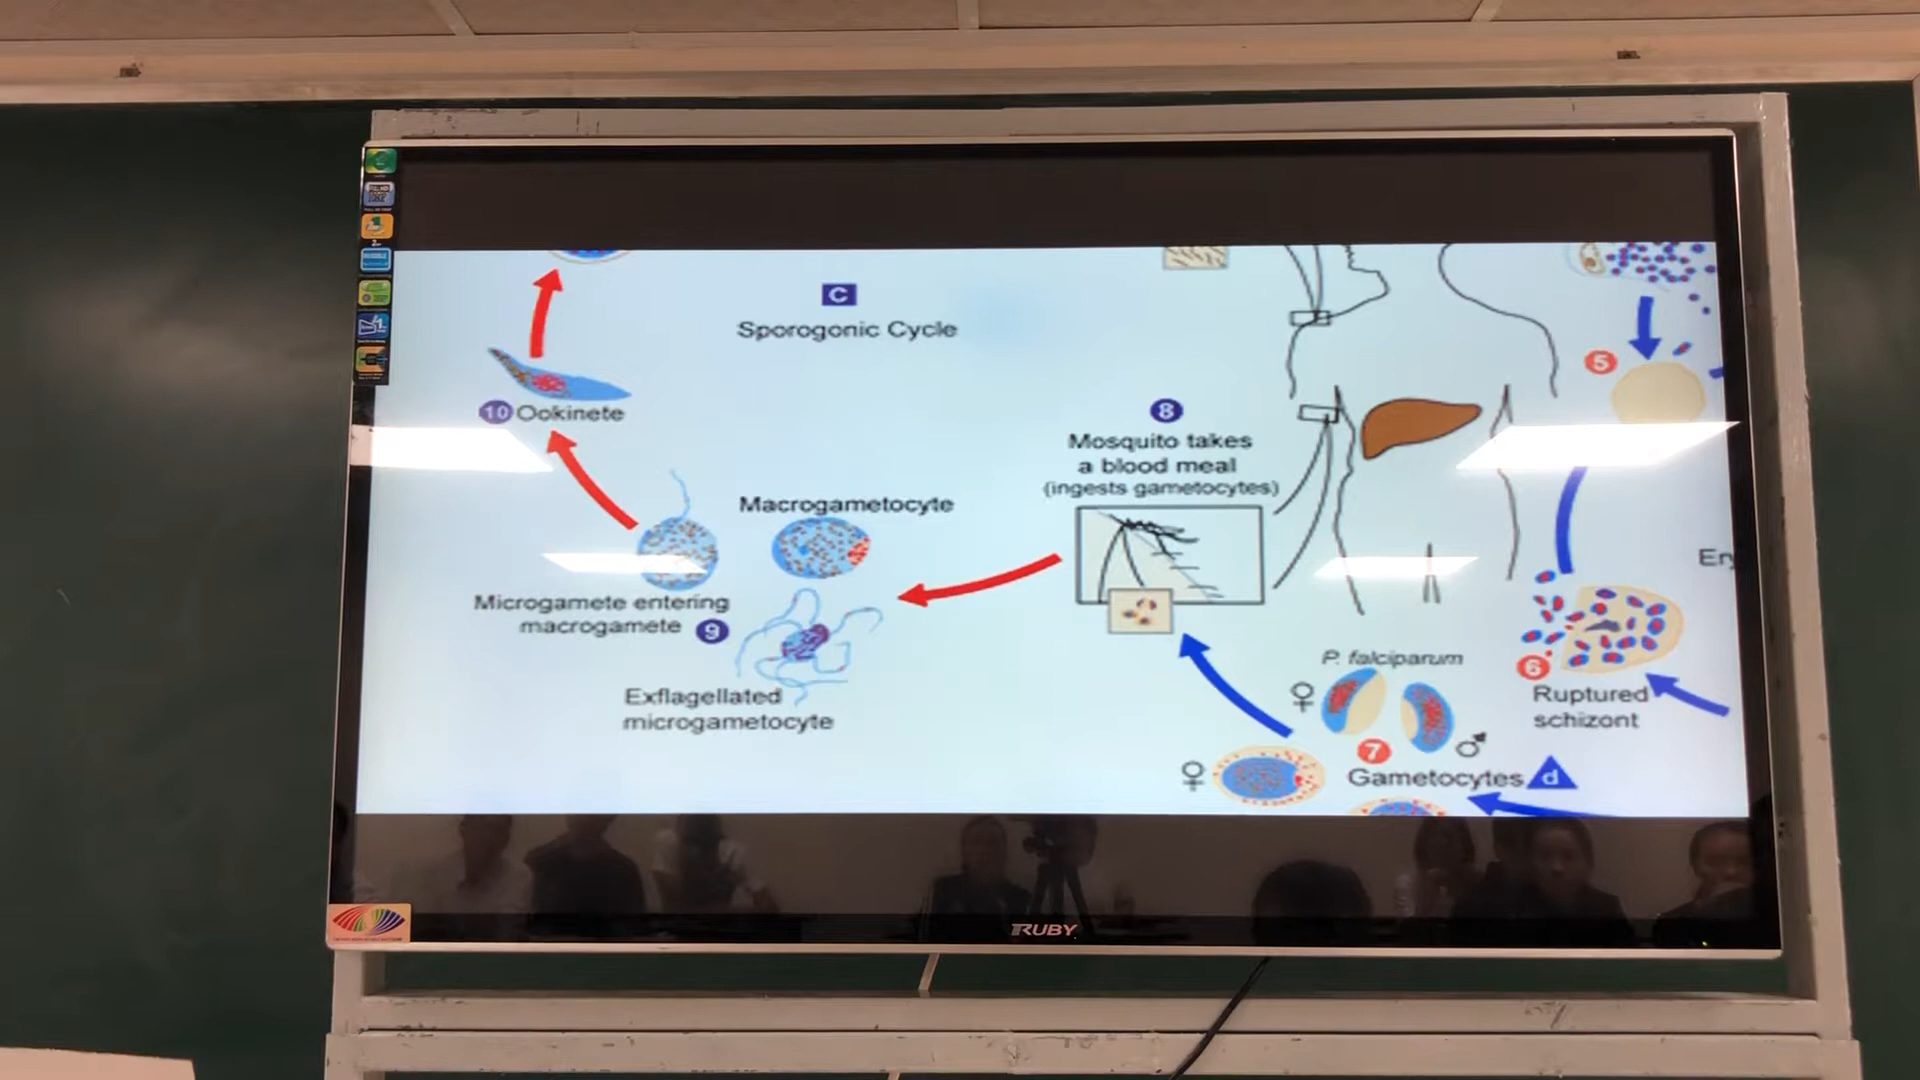 C
Sporogonic Cycle
5
10 Ookinete
8
Mosquito takes
a blood meal
(ingests gametocytes)
Macrogametocyte
Microgamete entering
macrogamete 9
Exflagellated
microgametocyte
P. falciparum
♀
♂
7
♀
Gametocytes d
6
Ruptured
schizont
Er
RUBY